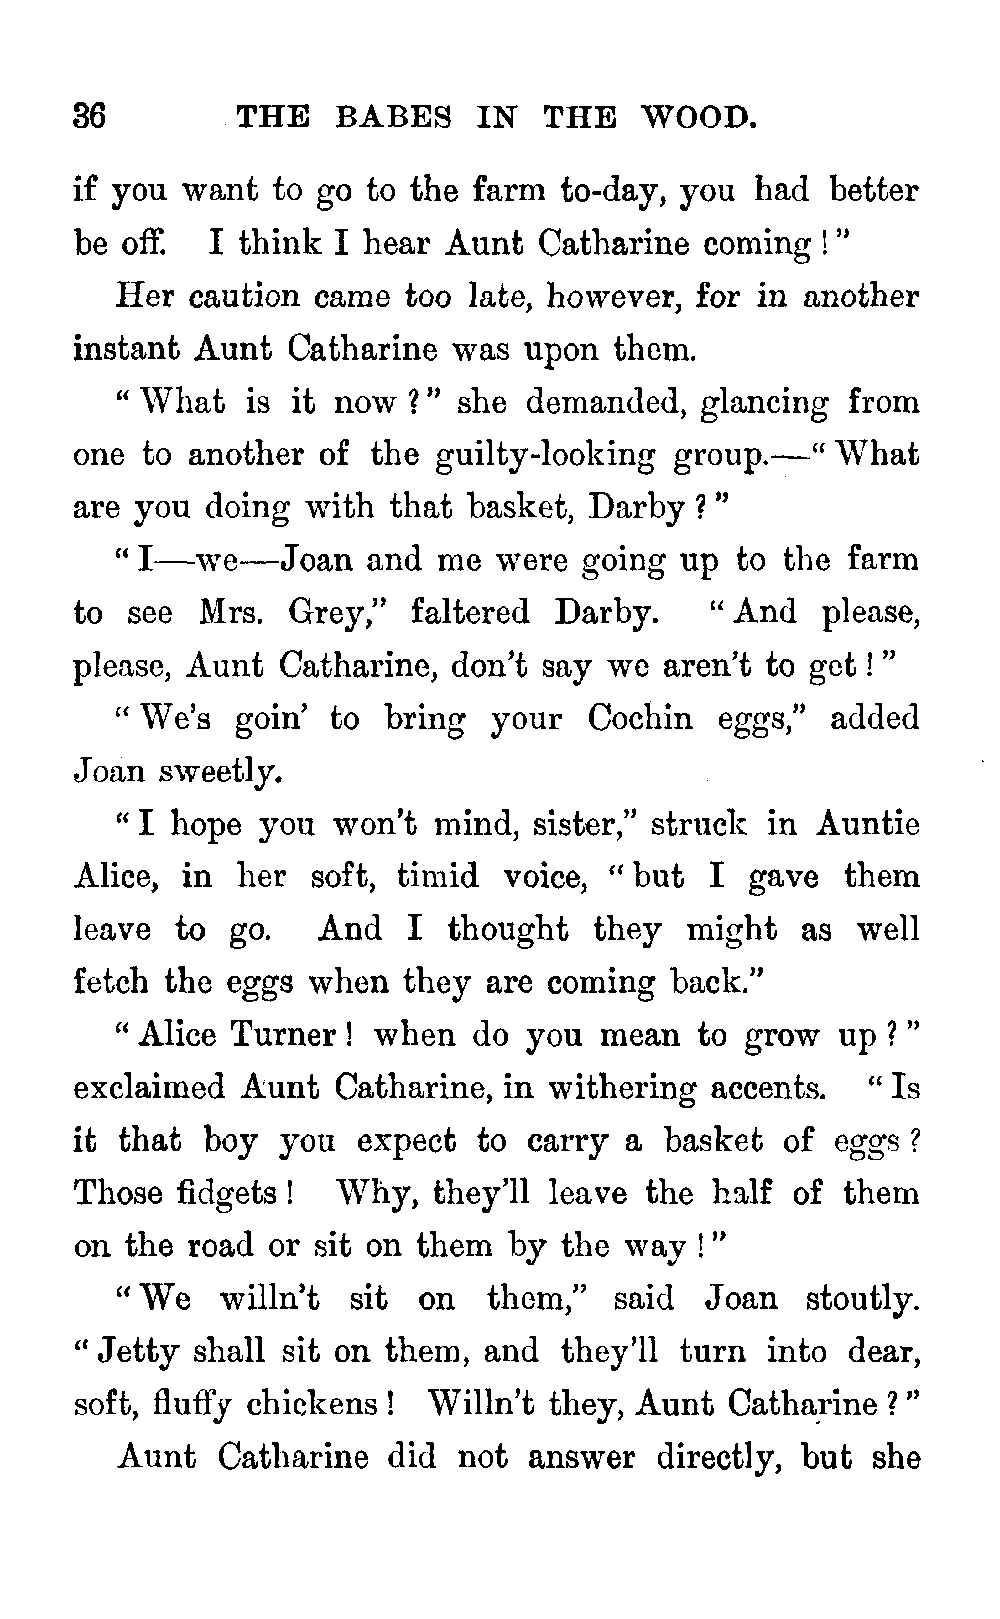 36 THE BABES IN THE WOOD.
if you want to go to the farm to-day, you had better
be off. I think I hear Aunt Catharine coming!"
Her caution came too late, however, for in another
instant Aunt Catharine was upon them.
"What is it now?" she demanded, glancing from
one to another of the guilty-looking group.—"What
are you doing with that basket, Darby?"
"I—we—Joan and me were going up to the farm
to see Mrs. Grey," faltered Darby. "And please,
please, Aunt Catharine, don't say we aren't to get!"
"We's goin' to bring your Cochin eggs," added
Joan sweetly.
"I hope you won't mind, sister," struck in Auntie
Alice, in her soft, timid voice, "but I gave them
leave to go. And I thought they might as well
fetch the eggs when they are coming back."
"Alice Turner! when do you mean to grow up?"
exclaimed Aunt Catharine, in withering accents. "Is
it that boy you expect to carry a basket of eggs?
Those fidgets! Why, they'll leave the half of them
on the road or sit on them by the way!"
"We willn't sit on them," said Joan stoutly.
"Jetty shall sit on them, and they'll turn into dear,
soft, fluffy chickens! Willn't they, Aunt Catharine?"
Aunt Catharine did not answer directly, but she